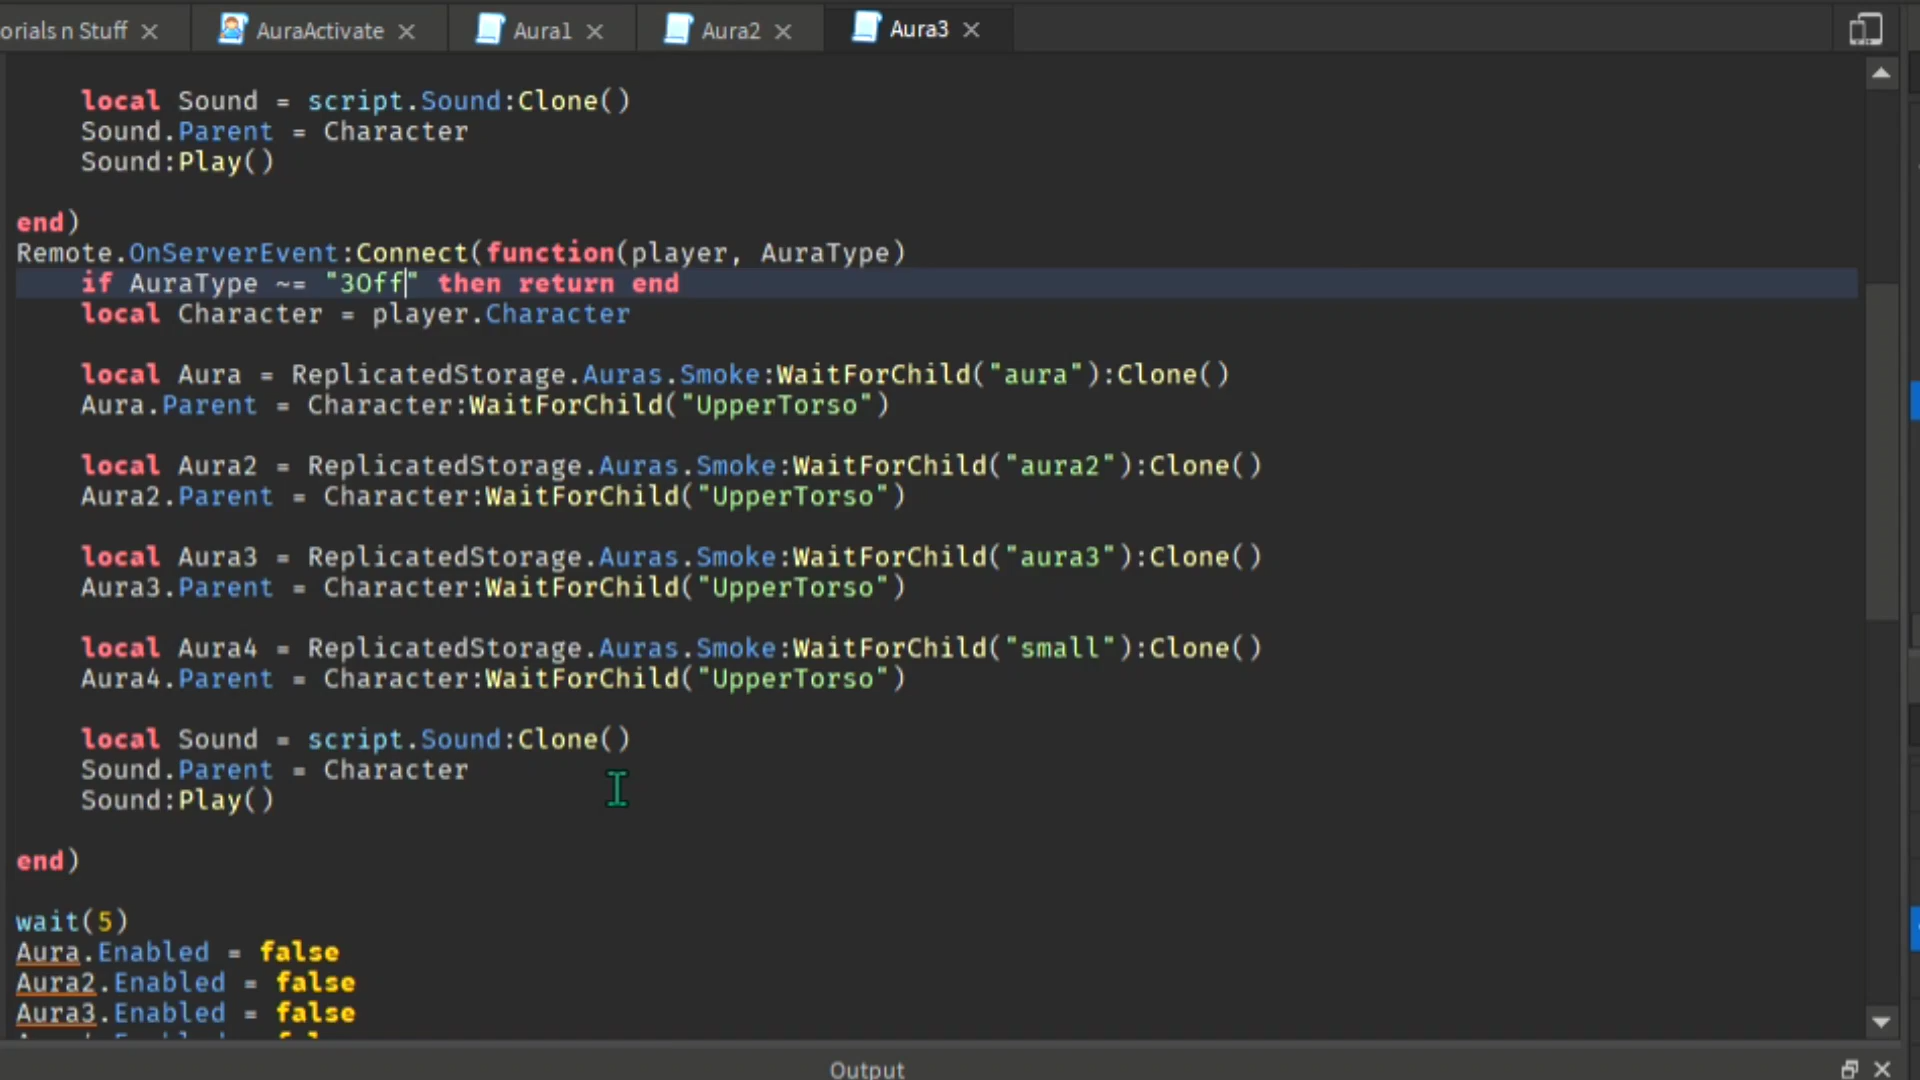 orials n Stuff
AuraActivate
Aura1
Aura2
Aura3
local Sound = script.Sound:Clone()
Sound.Parent = Character
Sound:Play()
end)
Remote.OnServerEvent:Connect(function(player, AuraType)
if AuraType ~= "3Off" then return end
local Character = player.Character
local Aura = ReplicatedStorage.Auras.Smoke:WaitForChild("aura"):Clone()
Aura.Parent = Character:WaitForChild("UpperTorso")
local Aura2 = ReplicatedStorage.Auras.Smoke:WaitForChild("aura2"):Clone()
Aura2.Parent = Character:WaitForChild("UpperTorso")
local Aura3 = ReplicatedStorage.Auras.Smoke:WaitForChild("aura3"):Clone()
Aura3.Parent = Character:WaitForChild("UpperTorso")
local Aura4 = ReplicatedStorage.Auras.Smoke:WaitForChild("small"):Clone()
Aura4.Parent = Character:WaitForChild("UpperTorso")
local Sound = script.Sound:Clone()
Sound.Parent = Character
Sound:Play()
end)
wait(5)
Aura.Enabled = false
Aura2.Enabled = false
Aura3.Enabled = false
Output